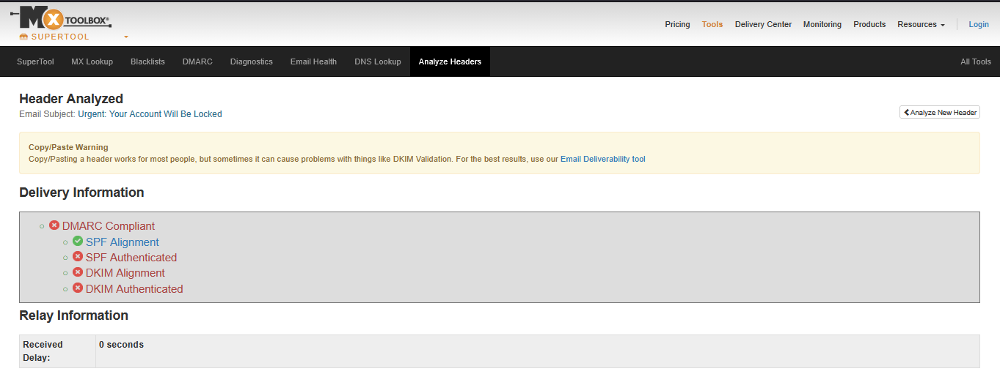 MX TOOLBOX®
SUPERTOOL
Pricing Tools Delivery Center Monitoring Products Resources Login
SuperTool MX Lookup Blacklists DMARC Diagnostics Email Health DNS Lookup Analyze Headers All Tools
Header Analyzed
Email Subject: Urgent: Your Account Will Be Locked
Analyze New Header
Copy/Paste Warning
Copy/Pasting a header works for most people, but sometimes it can cause problems with things like DKIM Validation. For the best results, use our Email Deliverability tool
Delivery Information
DMARC Compliant
SPF Alignment
SPF Authenticated
DKIM Alignment
DKIM Authenticated
Relay Information
Received 0 seconds
Delay: